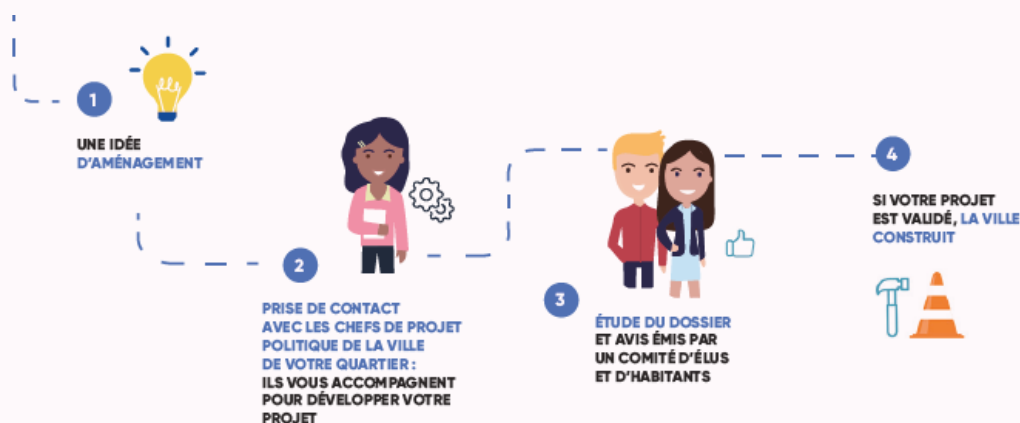 1
UNE IDÉE
D'AMÉNAGEMENT
2
PRISE DE CONTACT
AVEC LES CHEFS DE PROJET
POLITIQUE DE LA VILLE
DE VOTRE QUARTIER :
ILS VOUS ACCOMPAGNENT
POUR DÉVELOPPER VOTRE
PROJET
3
ÉTUDE DU DOSSIER
ET AVIS ÉMIS PAR
UN COMITÉ D'ÉLUS
ET D'HABITANTS
4
SI VOTRE PROJET
EST VALIDÉ, LA VILLE
CONSTRUIT